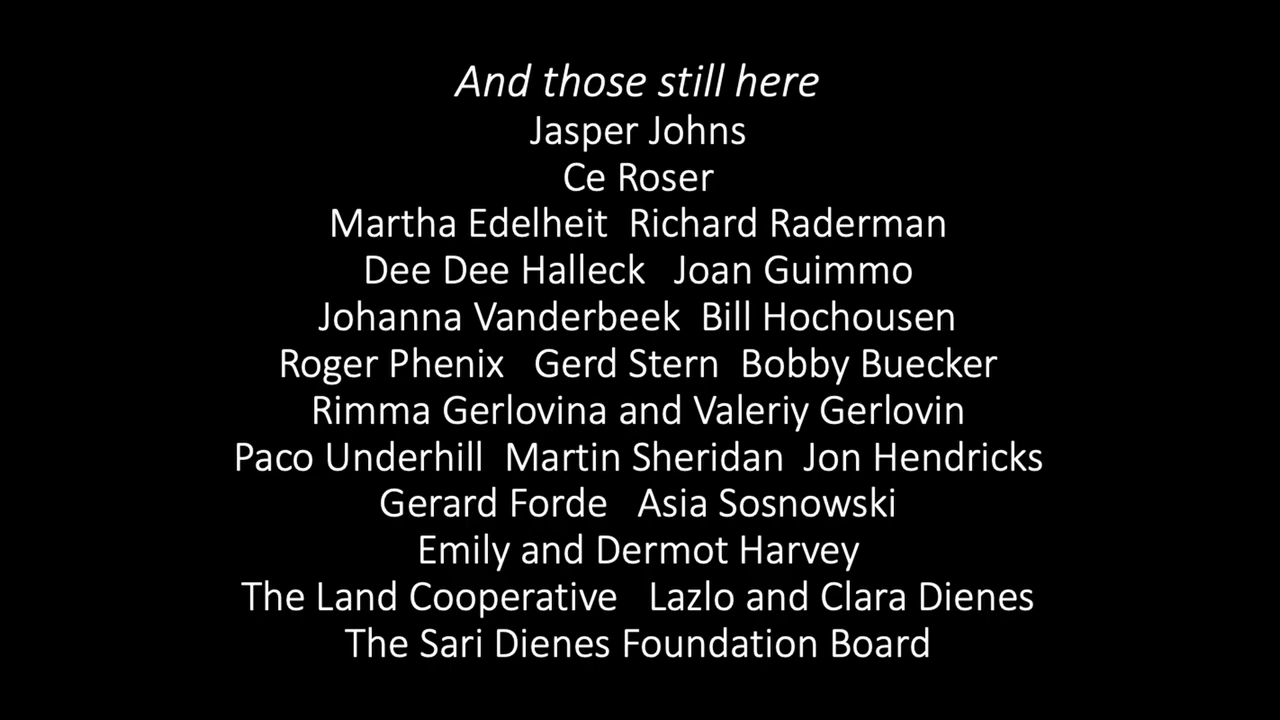 And those still here
Jasper Johns
Ce Roser
Martha Edelheit  Richard Raderman
Dee Dee Halleck   Joan Guimmo
Johanna Vanderbeek  Bill Hochousen
Roger Phenix   Gerd Stern  Bobby Buecker
Rimma Gerlovina and Valeriy Gerlovin
Paco Underhill  Martin Sheridan  Jon Hendricks
Gerard Forde   Asia Sosnowski
Emily and Dermot Harvey
The Land Cooperative   Lazlo and Clara Dienes
The Sari Dienes Foundation Board